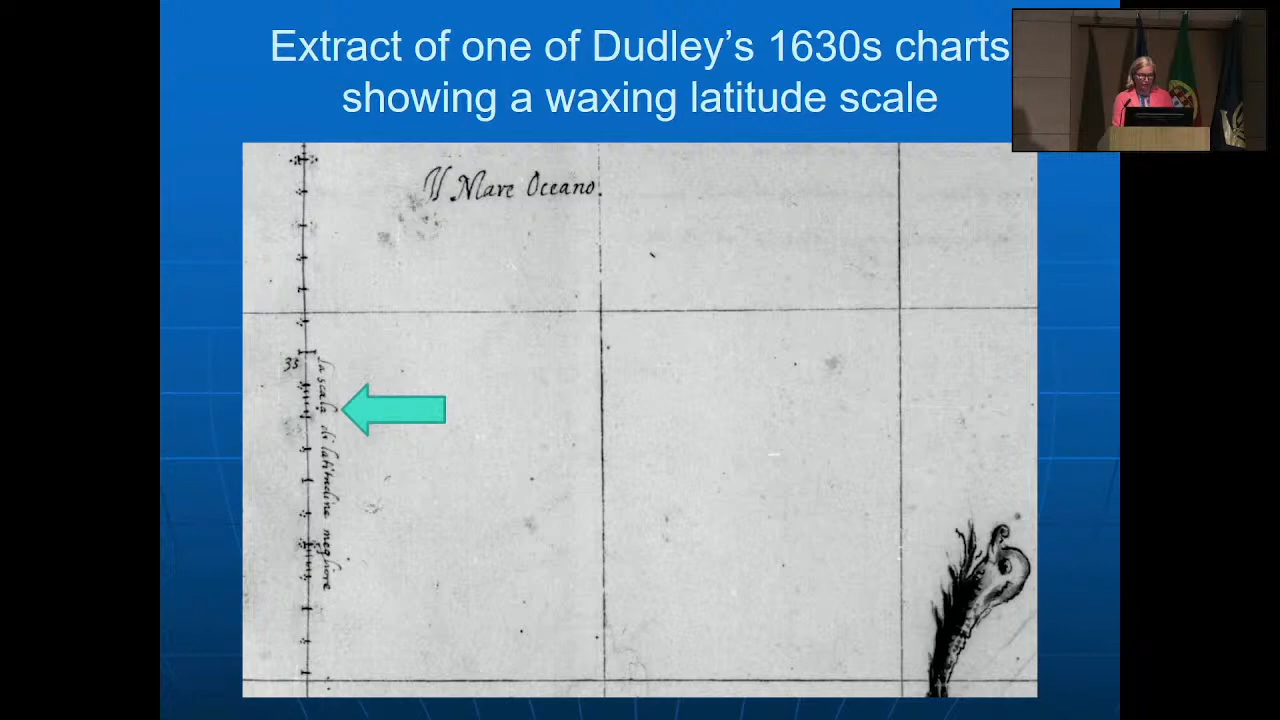 Extract of one of Dudley’s 1630s charts
showing a waxing latitude scale
Il Mare Oceano.
35
la scala di latitudine megliore